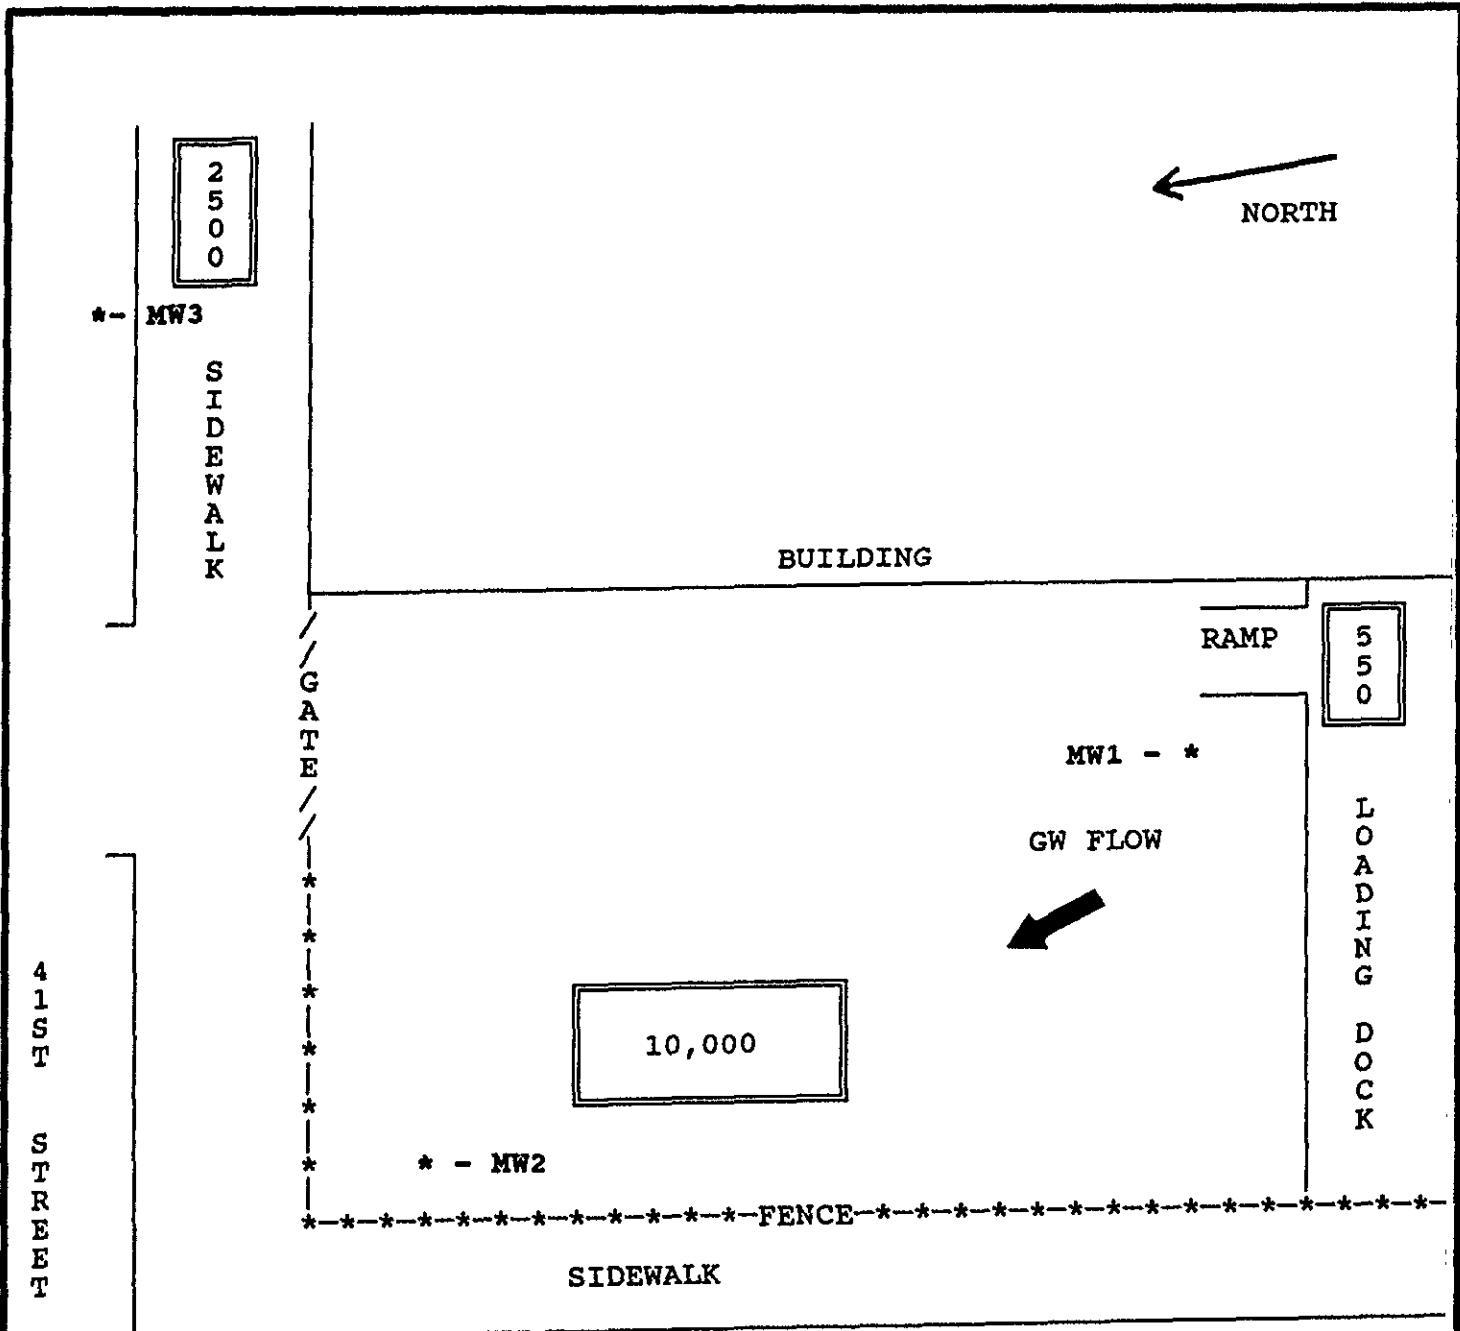 2500
NORTH
*- MW3
SIDEWALK
BUILDING
RAMP
550
//GATE//
MW1 - *
GW FLOW
LOADING DOCK
10,000
41ST STREET
* - MW2
*-*-*-*-*-*-*-*-*-*-*-*-FENCE-*-*-*-*-*-*-*-*-*-*-*-*-*-*-*-
SIDEWALK